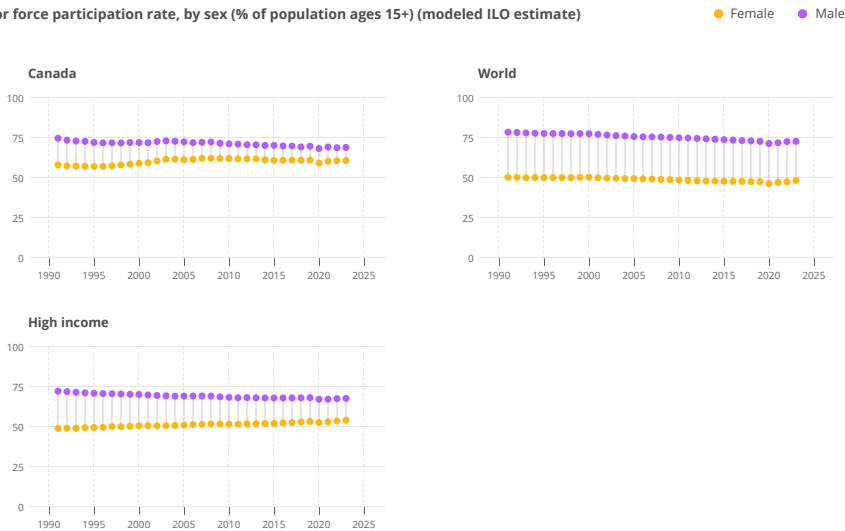 r force participation rate, by sex (% of population ages 15+) (modeled ILO estimate)
Female Male
Canada
100
75
50
25
0
1990 1995 2000 2005 2010 2015 2020 2025
World
100
75
50
25
0
1990 1995 2000 2005 2010 2015 2020 2025
High income
100
75
50
25
0
1990 1995 2000 2005 2010 2015 2020 2025